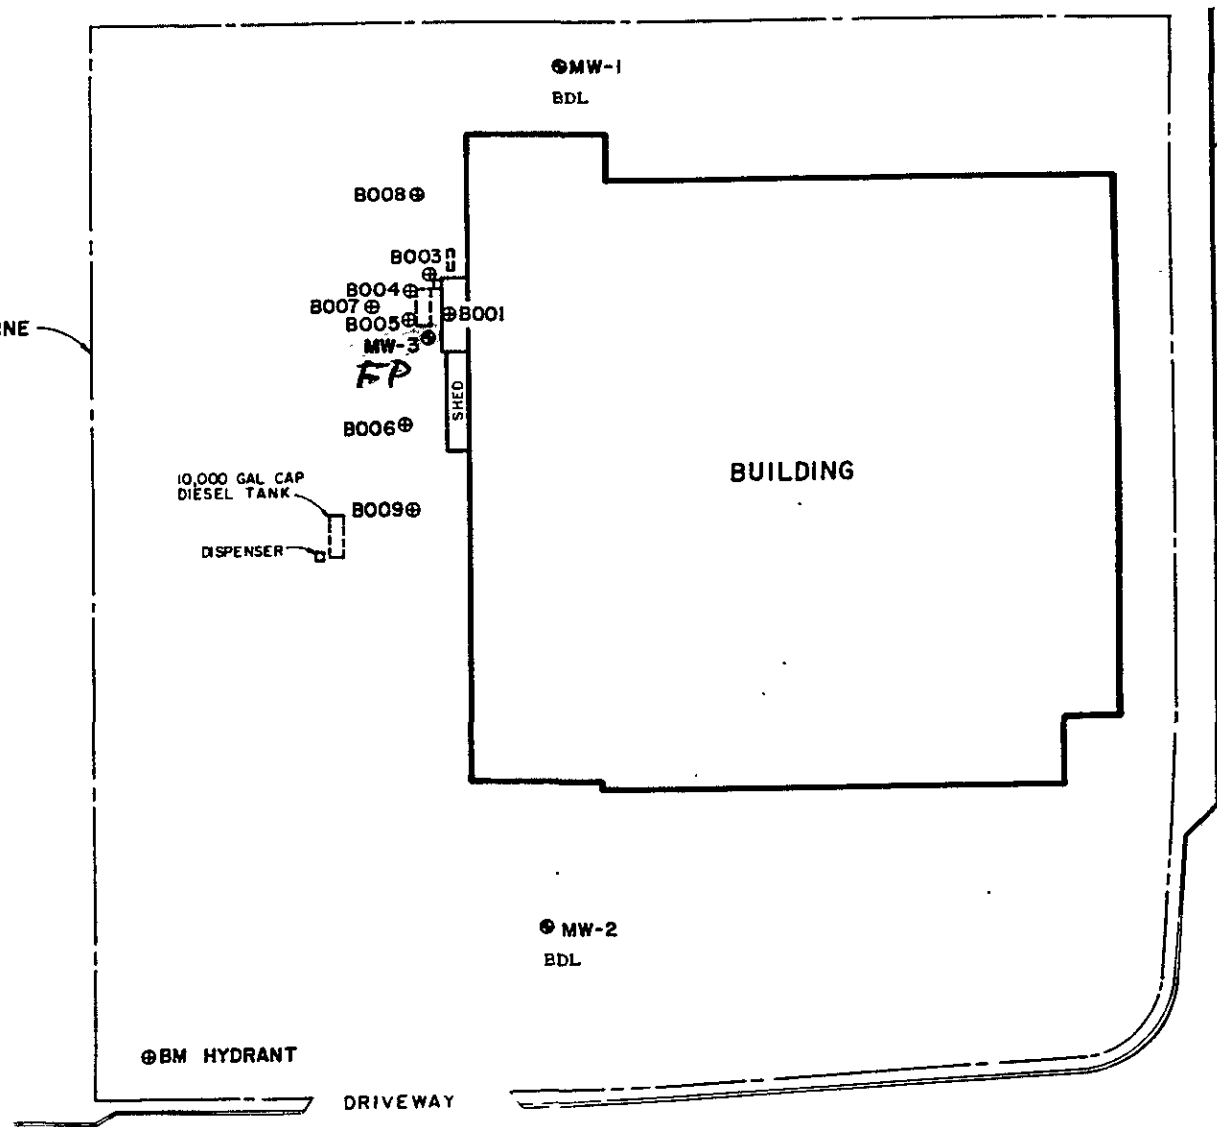 MW-1
BDL
B008
B003
B004
B007
B001
B005
NE
MW-3
FP
SHED
B006
BUILDING
10,000 GAL CAP
DIESEL TANK
B009
DISPENSER
MW-2
BDL
BM HYDRANT
DRIVEWAY